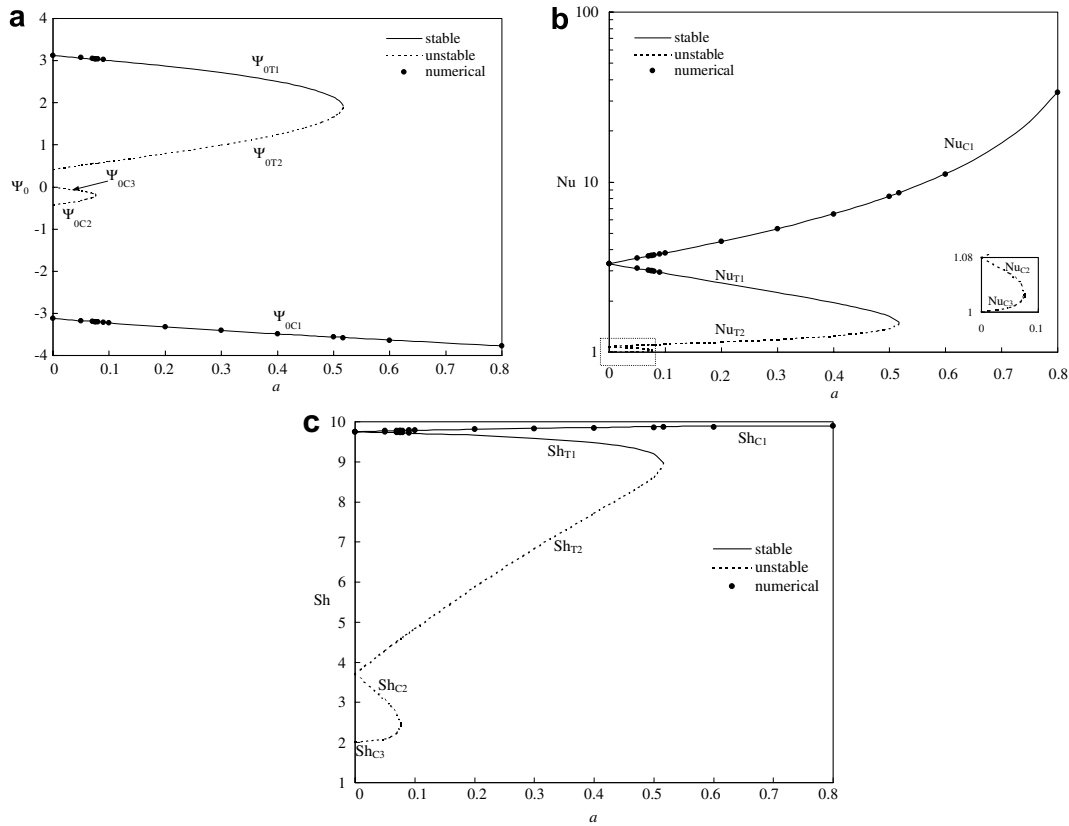 a
4
3
2
1
Ψ0 0
-1
-2
-3
-4
0 0.1 0.2 0.3 0.4 0.5 0.6 0.7 0.8
a
stable
unstable
numerical
Ψ0T1
Ψ0T2
Ψ0C3
Ψ0C2
Ψ0C1
b
100
Nu 10
1
0 0.1 0.2 0.3 0.4 0.5 0.6 0.7 0.8
a
stable
unstable
numerical
NuC1
NuT1
NuT2
1.08
NuC2
NuC3
1
0 0.1
c
10
9
8
7
6
Sh
5
4
3
2
1
0 0.1 0.2 0.3 0.4 0.5 0.6 0.7 0.8
a
ShC1
ShT1
ShT2
stable
unstable
numerical
ShC2
ShC3